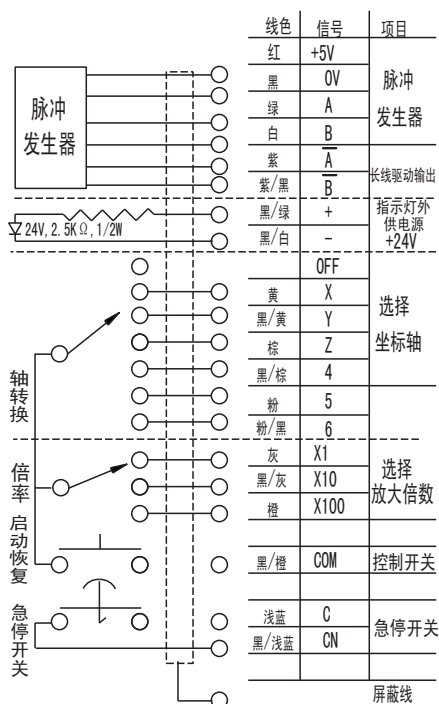 线色 信号 项目
红 +5V
黑 0V
绿 A
白 B
脉冲
发生器
脉冲
发生器
紫 A̅
紫/黑 B̅
长线驱动输出
黑/绿 +
黑/白 -
指示灯外
供电源
+24V
24V, 2.5KΩ, 1/2W
OFF
黄 X
黑/黄 Y
棕 Z
黑/棕 4
粉 5
粉/黑 6
选择
坐标轴
轴转换
灰 X1
黑/灰 X10
橙 X100
选择
放大倍数
倍率
启动恢复
黑/橙 COM 控制开关
急停开关
浅蓝 C
黑/浅蓝 CN
急停开关
屏蔽线